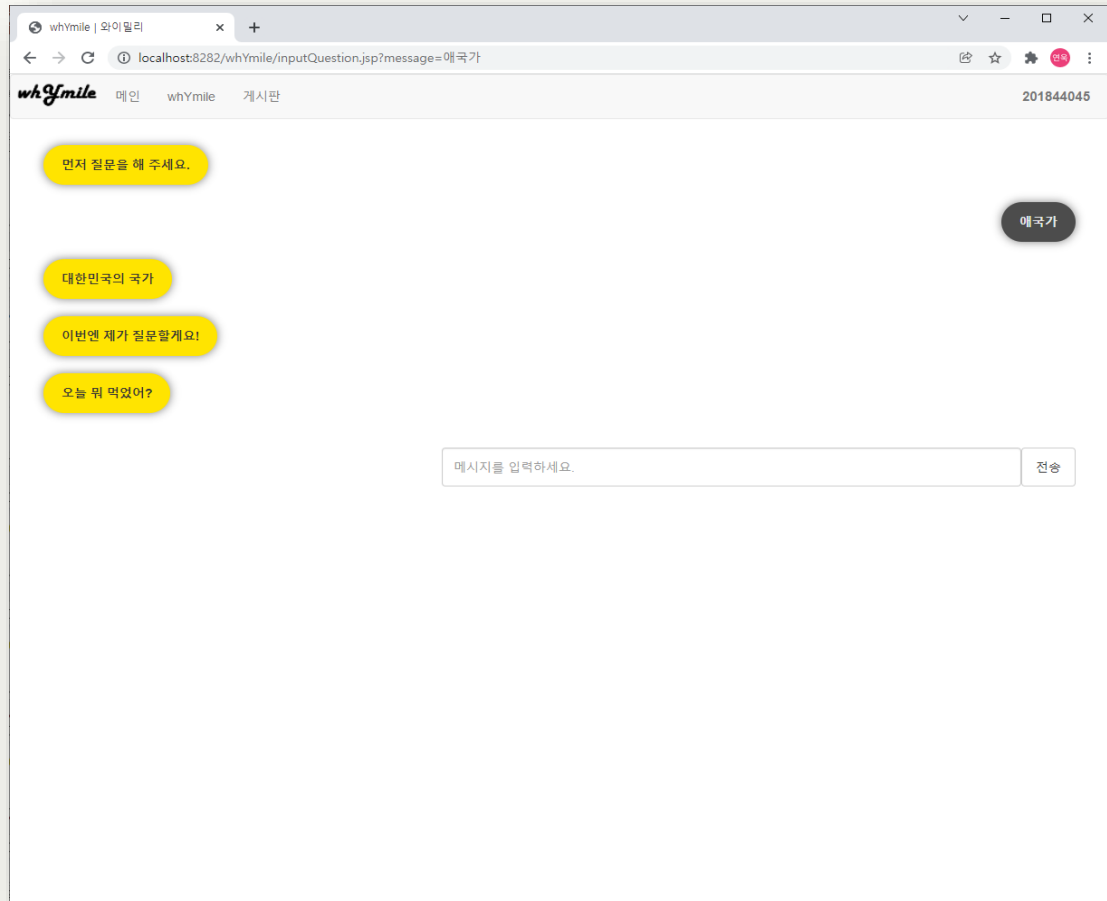 whYmile | 와이밀리
localhost:8282/whYmile/inputQuestion.jsp?message=애국가
연욱
whYmile 메인 whYmile 게시판 201844045
먼저 질문을 해 주세요.
애국가
대한민국의 국가
이번엔 제가 질문할게요!
오늘 뭐 먹었어?
메시지를 입력하세요. 전송